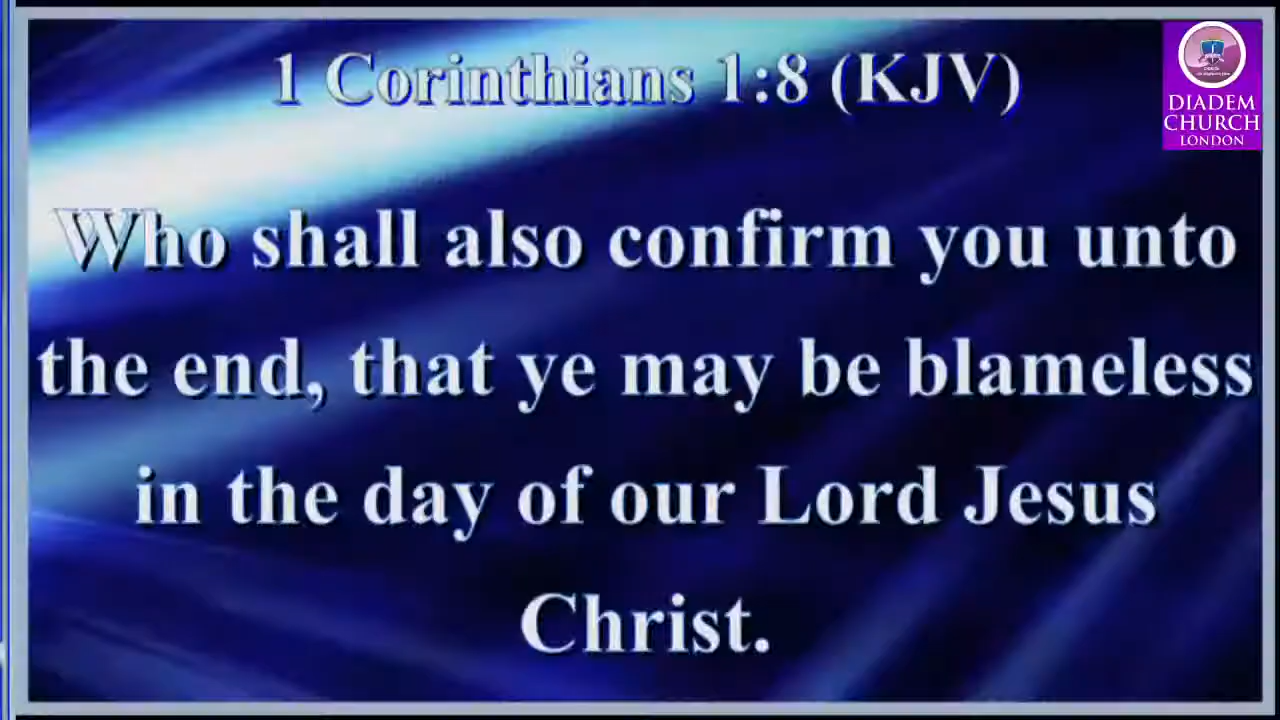 1 Corinthians 1:8 (KJV)
Who shall also confirm you unto
the end, that ye may be blameless
in the day of our Lord Jesus
Christ.
DIADEM
CHURCH
LONDON